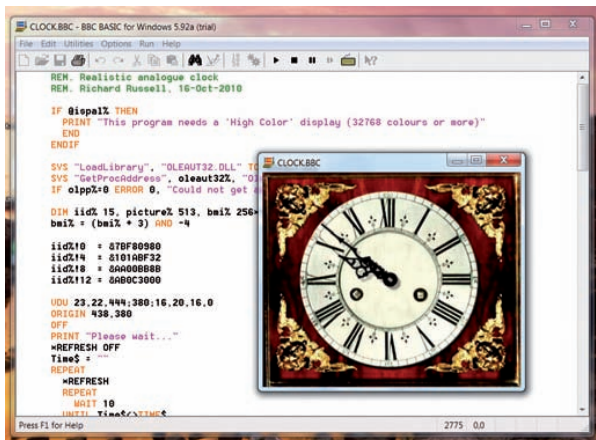 CLOCK.BBC - BBC BASIC for Windows 5.92a (trial)
File Edit Utilities Options Run Help
REM. Realistic analogue clock
REM. Richard Russell, 16-Oct-2010
IF @ispal% THEN
PRINT "This program needs a 'High Color' display (32768 colours or more)"
END
ENDIF
SYS "LoadLibrary", "OLEAUT32.DLL" TO
SYS "GetProcAddress", oleaut32%,
IF olpp%=0 ERROR 0, "Could not get
DIM iid% 15, picture% 513, bmi%
bmi% = (bmi% + 3) AND -4
iid%!0 = &7BF80980
iid%!4 = &101ABF32
iid%!8 = &AA00BB8B
iid%!12 = &AB0C3000
VDU 23,22,444;380;16,20,16,0
ORIGIN 438,380
OFF
PRINT "Please wait..."
*REFRESH OFF
Time$ = ""
REPEAT
*REFRESH
REPEAT
WAIT 10
UNTIL Time$<>TIME$
CLOCK.BBC
Press F1 for Help
2775 0,0